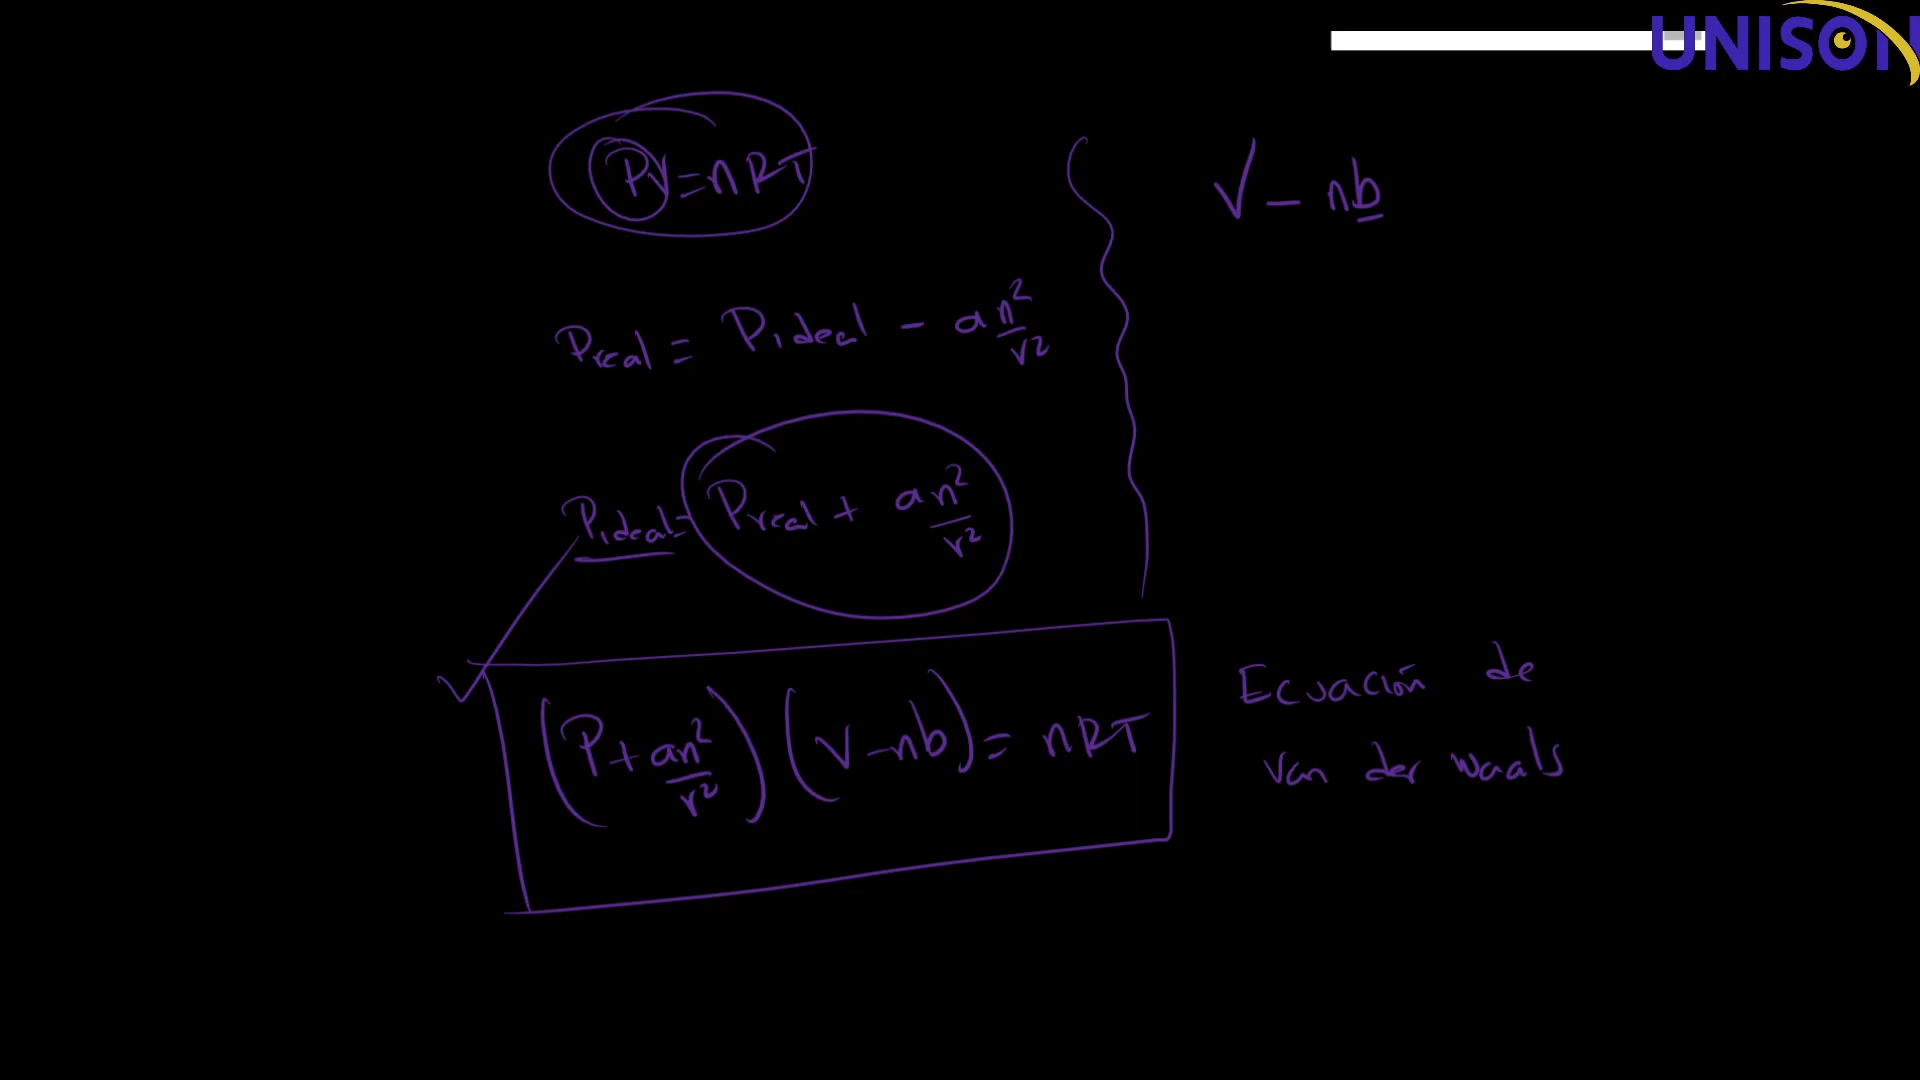 UNISON
PV = nRT
V - nb
Preal = Pideal - an²/v²
Pideal = Preal + an²/v²
(P + an²/v²) (V - nb) = nRT
Ecuación de
van der waals